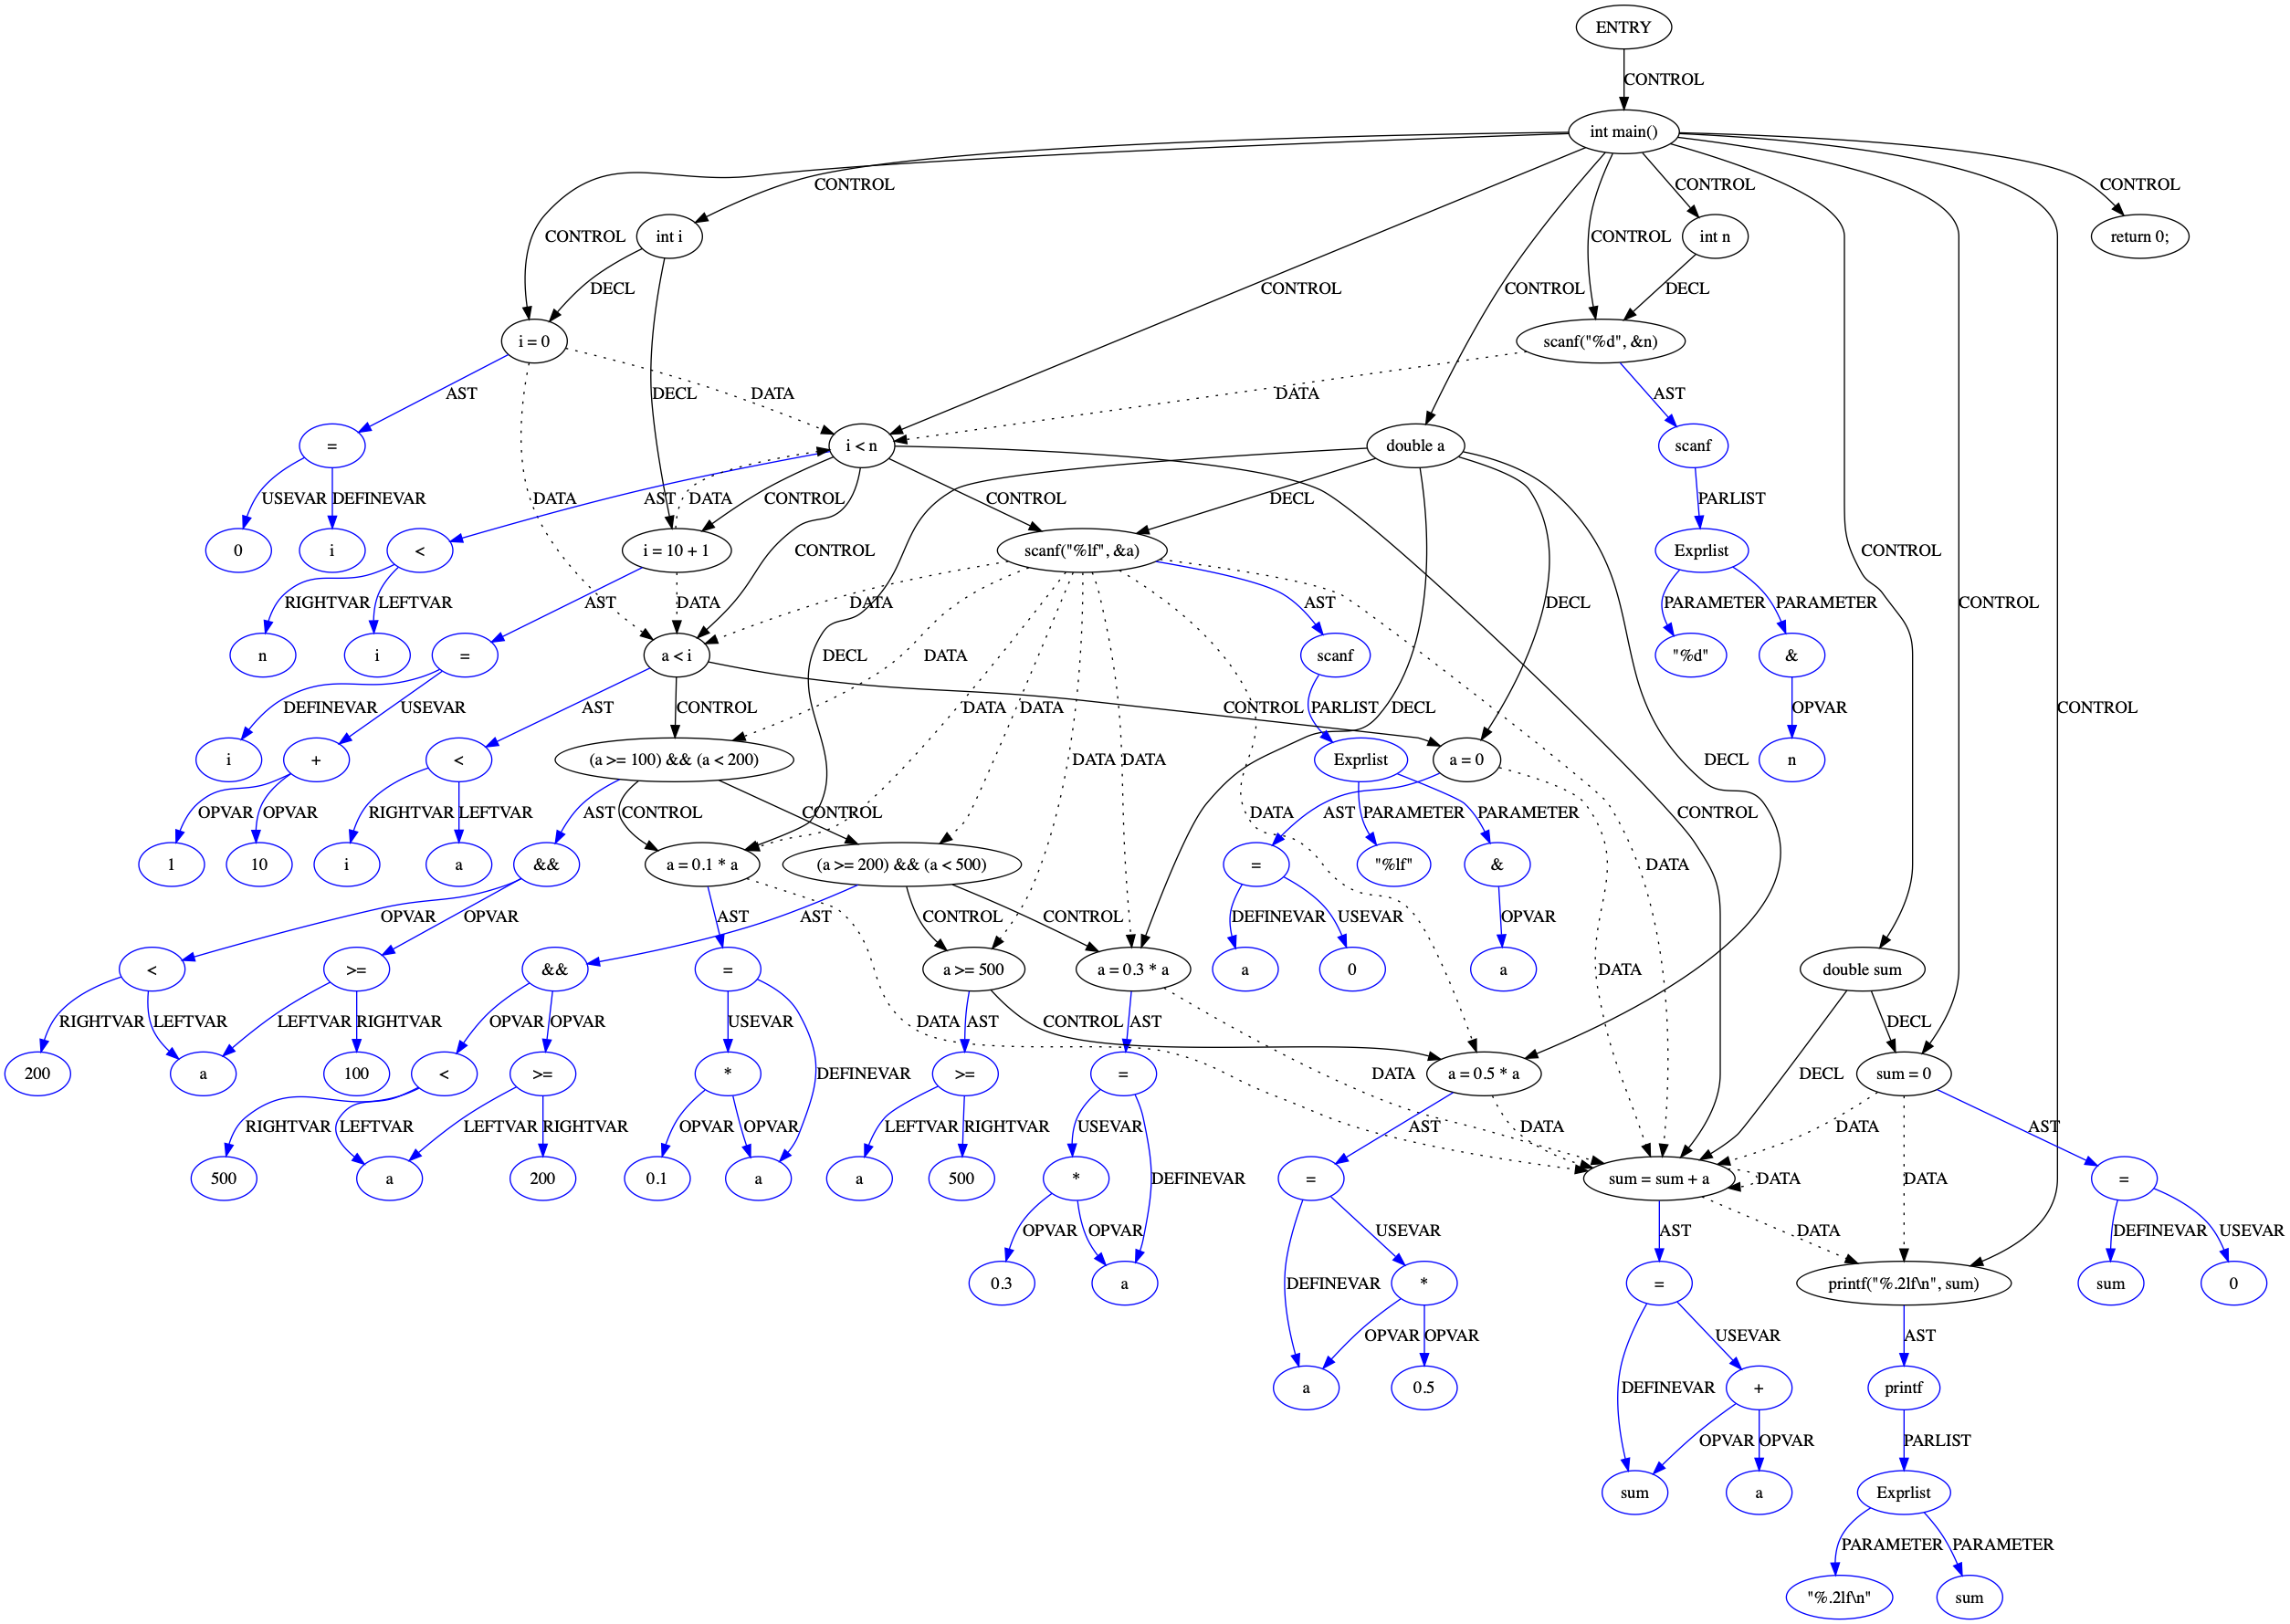 ENTRY
CONTROL
int main()
CONTROL
CONTROL
CONTROL
CONTROL
int i
int n
return 0;
CONTROL
CONTROL
DECL
CONTROL
CONTROL
DECL
i = 0
scanf("%d", &n)
AST
DECL
DATA
DATA
AST
=
i < n
double a
scanf
USEVAR
DEFINEVAR
AST
DATA
DATA
CONTROL
CONTROL
DECL
PARLIST
0
i
<
i = 10 + 1
CONTROL
scanf("%lf", &a)
Exprlist
CONTROL
RIGHTVAR
LEFTVAR
AST
DATA
DATA
AST
DECL
PARAMETER
PARAMETER
CONTROL
n
i
=
a < i
DECL
DATA
scanf
"%d"
&
DEFINEVAR
USEVAR
AST
CONTROL
DATA
DATA
CONTROL
PARLIST
DECL
OPVAR
CONTROL
i
+
<
(a >= 100) && (a < 200)
DATA
DATA
Exprlist
a = 0
DECL
n
OPVAR
OPVAR
RIGHTVAR
LEFTVAR
AST
CONTROL
CONTROL
DATA
AST
PARAMETER
PARAMETER
CONTROL
1
10
i
a
&&
a = 0.1 * a
(a >= 200) && (a < 500)
=
"%lf"
&
DATA
OPVAR
OPVAR
AST
AST
CONTROL
CONTROL
DEFINEVAR
USEVAR
OPVAR
<
>=
&&
=
a >= 500
a = 0.3 * a
a
0
a
DATA
double sum
RIGHTVAR
LEFTVAR
LEFTVAR
RIGHTVAR
OPVAR
OPVAR
USEVAR
DATA
AST
CONTROL
AST
DECL
200
a
100
<
>=
*
DEFINEVAR
>=
=
DATA
a = 0.5 * a
DECL
sum = 0
RIGHTVAR
LEFTVAR
LEFTVAR
RIGHTVAR
OPVAR
OPVAR
LEFTVAR
RIGHTVAR
USEVAR
AST
DATA
DATA
AST
500
a
200
0.1
a
a
500
*
DEFINEVAR
=
sum = sum + a
DATA
DATA
=
OPVAR
OPVAR
USEVAR
AST
DATA
DEFINEVAR
USEVAR
0.3
a
DEFINEVAR
*
=
printf("%.2lf\n", sum)
sum
0
OPVAR
OPVAR
USEVAR
AST
a
0.5
DEFINEVAR
+
printf
OPVAR
OPVAR
PARLIST
sum
a
Exprlist
PARAMETER
PARAMETER
"%.2lf\n"
sum